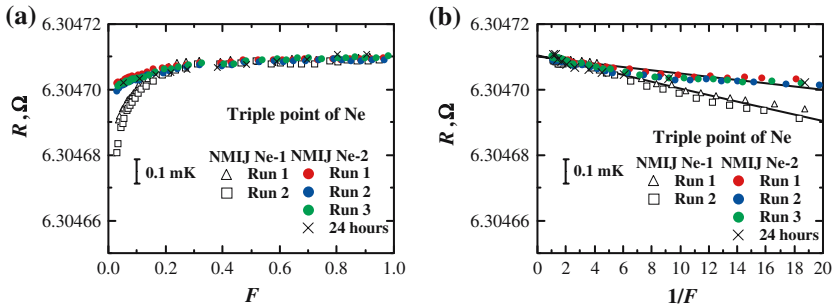 (a)
6.30472
6.30470
6.30468
6.30466
R, Ω
Triple point of Ne
NMIJ Ne-1 NMIJ Ne-2
Run 1 Run 1
Run 2 Run 2
Run 3
24 hours
0.1 mK
0.0 0.2 0.4 0.6 0.8 1.0
F
(b)
6.30472
6.30470
6.30468
6.30466
R, Ω
Triple point of Ne
NMIJ Ne-1 NMIJ Ne-2
Run 1 Run 1
Run 2 Run 2
Run 3
24 hours
0.1 mK
0 2 4 6 8 10 12 14 16 18 20
1/F